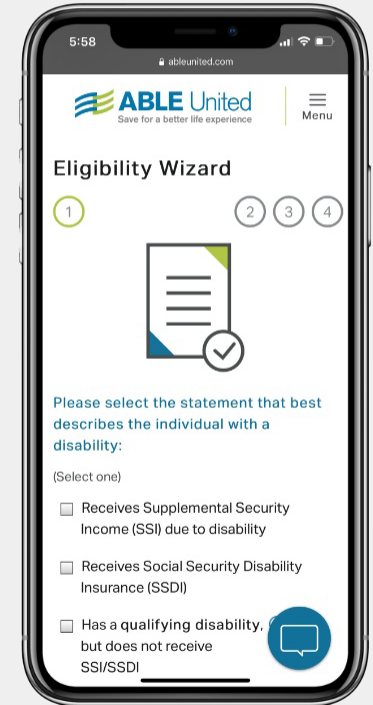 5:58
ableunited.com
ABLE United
Save for a better life experience
Menu
Eligibility Wizard
1 2 3 4
Please select the statement that best
describes the individual with a
disability:
(Select one)
Receives Supplemental Security
Income (SSI) due to disability
Receives Social Security Disability
Insurance (SSDI)
Has a qualifying disability,
but does not receive
SSI/SSDI